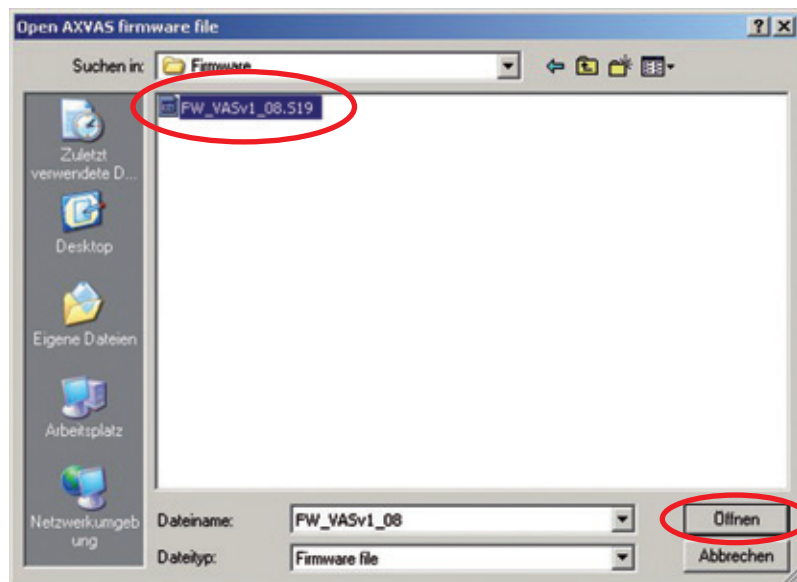 Open AXVAS firmware file
Suchen in: Firmware
FW_VASv1_08.S19
Zuletzt
verwendete D...
Desktop
Eigene Dateien
Arbeitsplatz
Netzwerkumgeb
ung
Dateiname: FW_VASv1_08 Öffnen
Dateityp: Firmware file Abbrechen